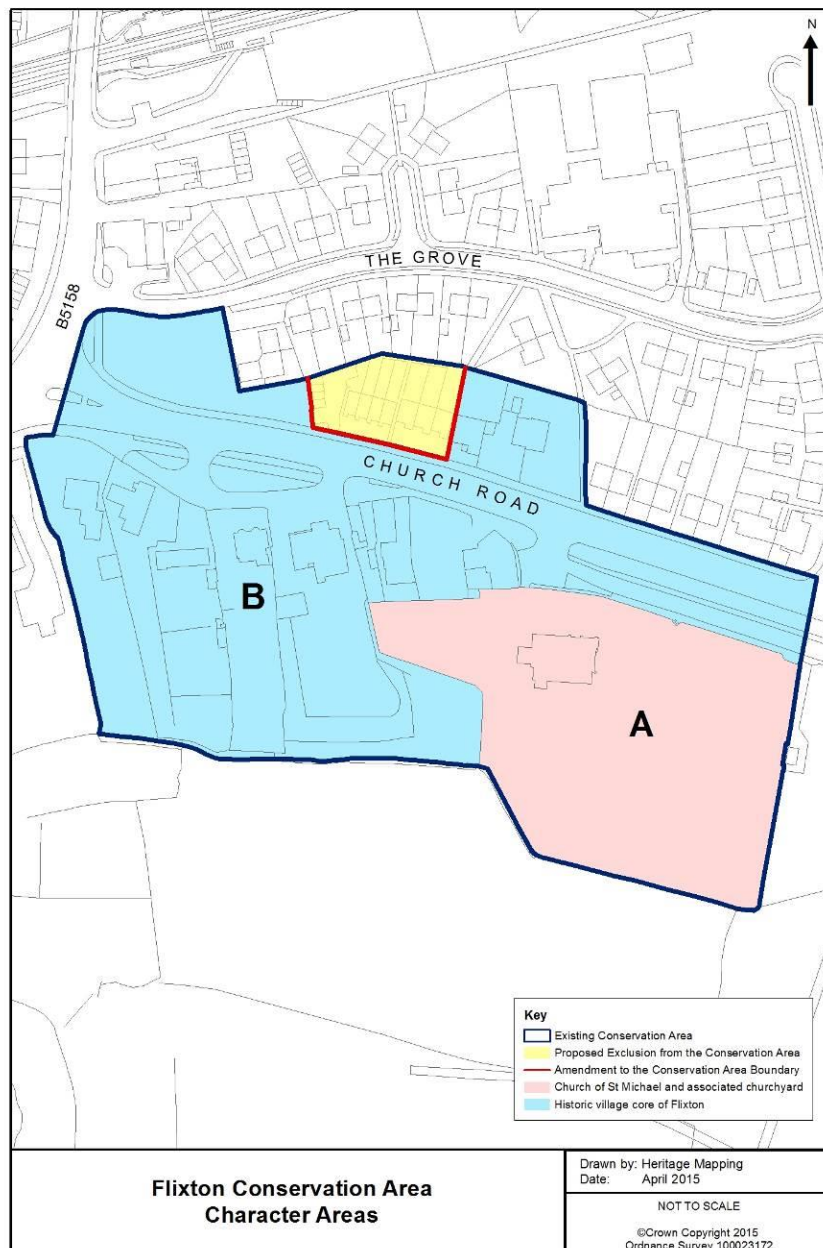 N
THE GROVE
B5158
CHURCH ROAD
B
A
Key
Existing Conservation Area
Proposed Exclusion from the Conservation Area
Amendment to the Conservation Area Boundary
Church of St Michael and associated churchyard
Historic village core of Flixton
Flixton Conservation Area
Character Areas
Drawn by: Heritage Mapping
Date: April 2015
NOT TO SCALE
©Crown Copyright 2015
Ordnance Survey 100023172